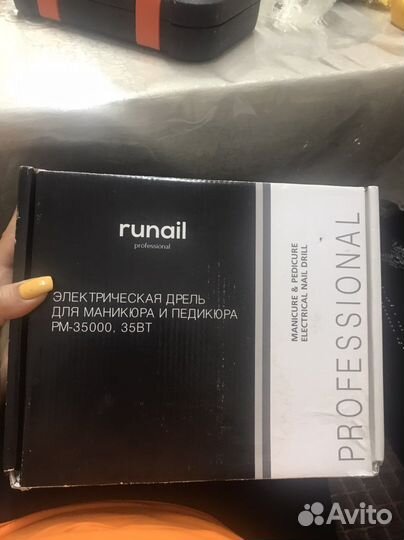 runail
professional
ЭЛЕКТРИЧЕСКАЯ ДРЕЛЬ
ДЛЯ МАНИКЮРА И ПЕДИКЮРА
PM-35000, 35ВТ
MANICURE & PEDICURE
ELECTRICAL NAIL DRILL
PROFESSIONAL
Avito